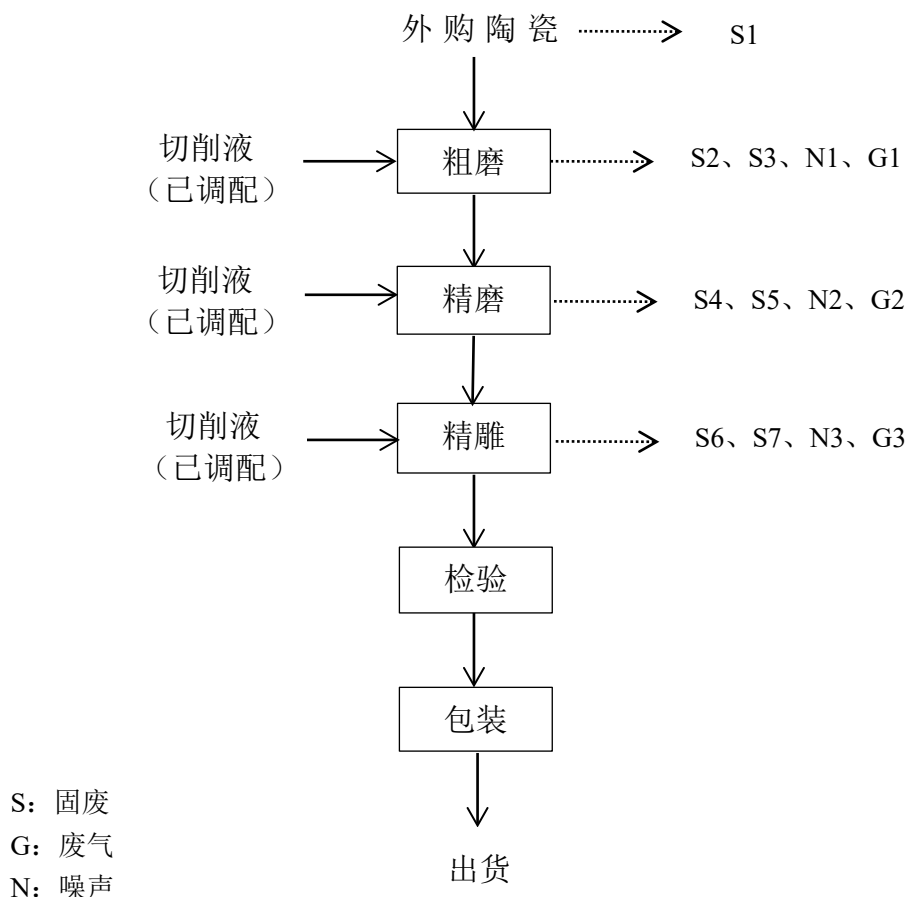 外购陶瓷
S1
切削液
（已调配）
粗磨
S2、S3、N1、G1
切削液
（已调配）
精磨
S4、S5、N2、G2
切削液
（已调配）
精雕
S6、S7、N3、G3
检验
包装
出货
S：固废
G：废气
N：噪声